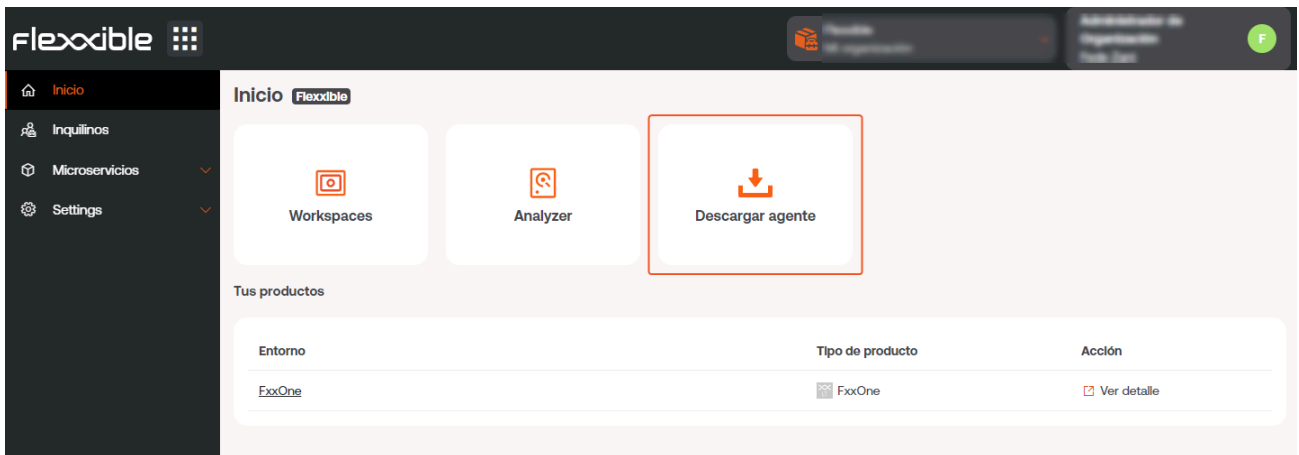 Flexxible
F
Inicio
Inquilinos
Microservicios
Settings
Inicio Flexxible
Workspaces
Analyzer
Descargar agente
Tus productos
Entorno Tipo de producto Acción
FxxOne FxxOne Ver detalle